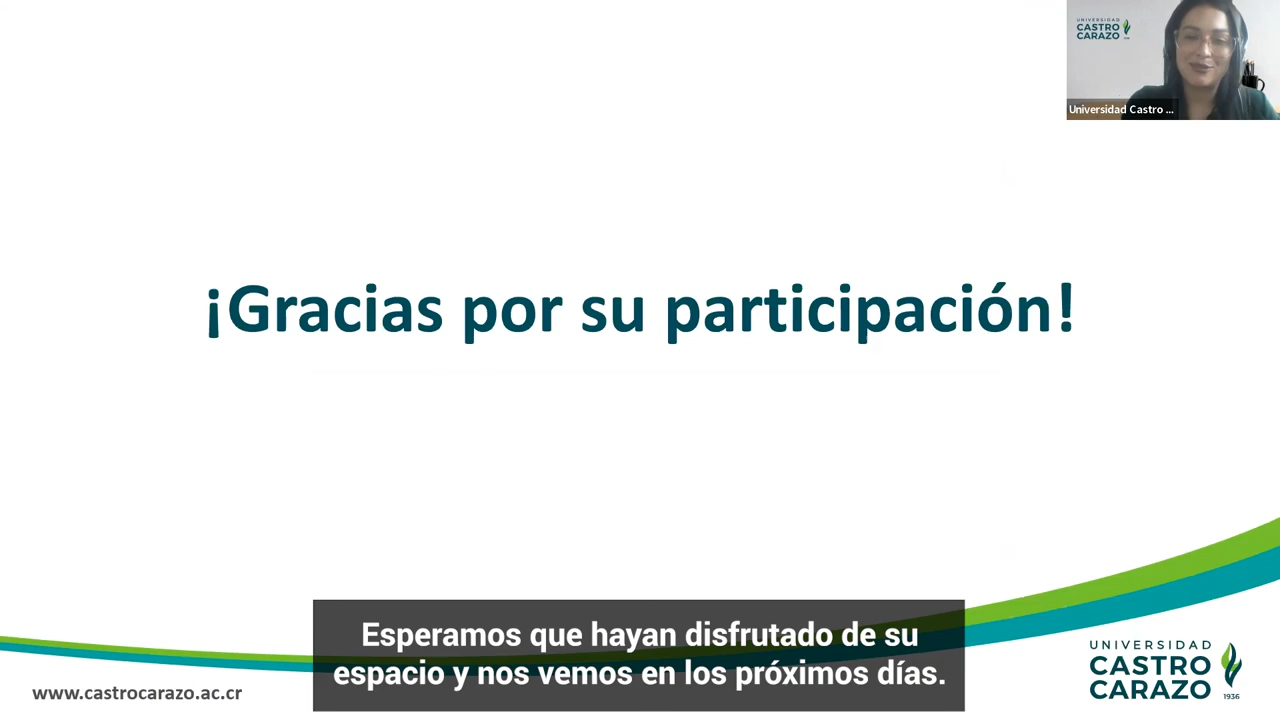 UNIVERSIDAD
CASTRO
CARAZO
Universidad Castro ...
¡Gracias por su participación!
Esperamos que hayan disfrutado de su
espacio y nos vemos en los próximos días.
www.castrocarazo.ac.cr
UNIVERSIDAD
CASTRO
CARAZO
1936